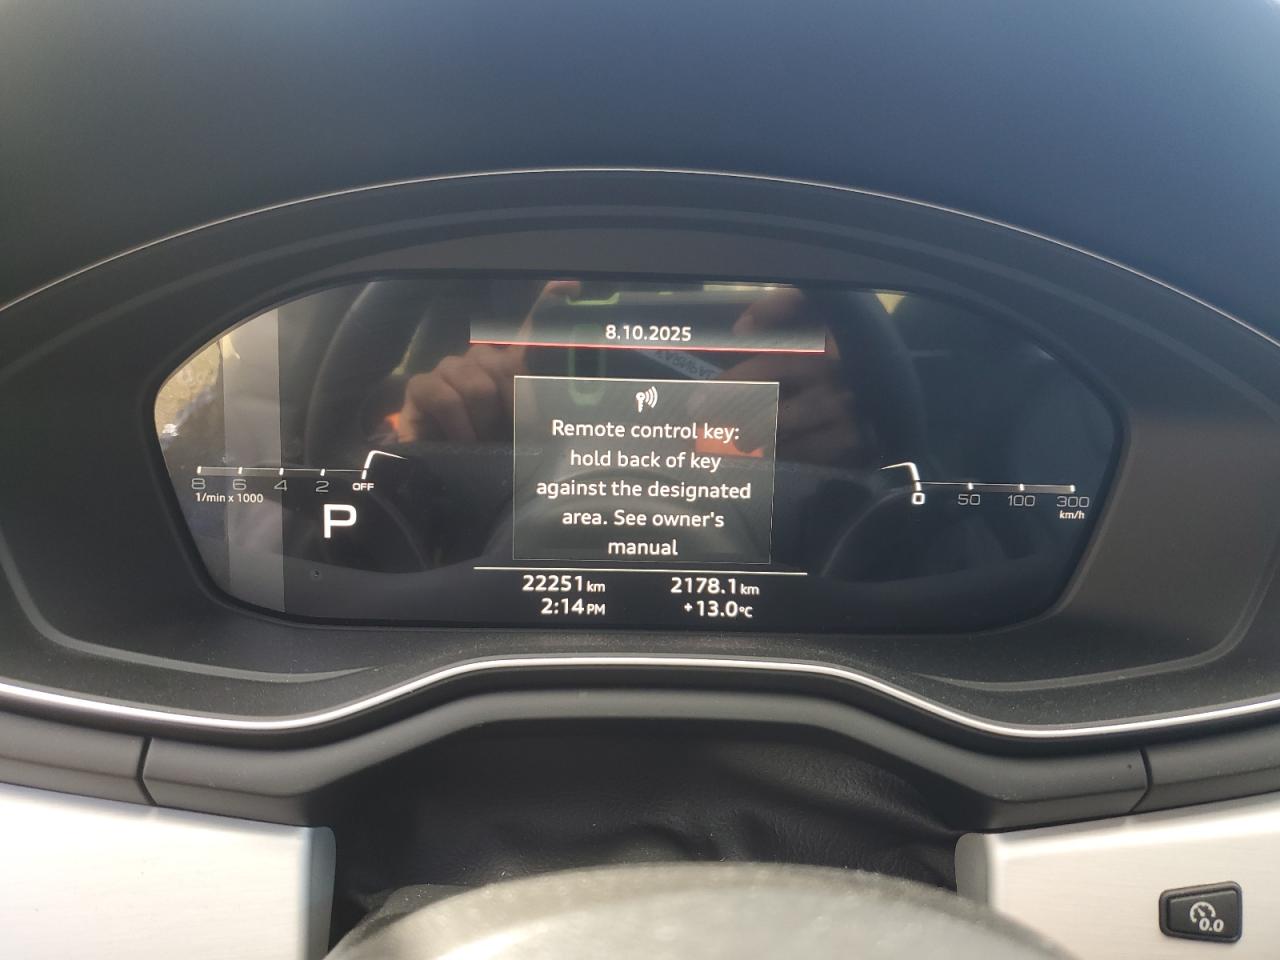 8.10.2025
Remote control key:
hold back of key
against the designated
area. See owner's
manual
8 6 4 2 OFF
1/min x 1000
P
0 50 100 300
km/h
22251 km 2178.1 km
2:14 PM +13.0°C
0.0